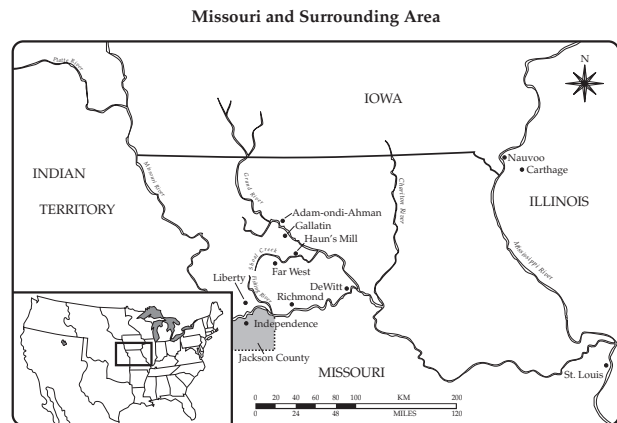 Missouri and Surrounding Area
Platte River
N
IOWA
Nauvoo
Carthage
INDIAN
TERRITORY
Missouri River
Grand River
Chariton River
ILLINOIS
Adam-ondi-Ahman
Gallatin
Haun's Mill
Shoal Creek
Mississippi River
Far West
Liberty
Fishing River
DeWitt
Richmond
Independence
Jackson County
MISSOURI
St. Louis
0 20 40 60 80 100 KM 200
0 24 48 MILES 120